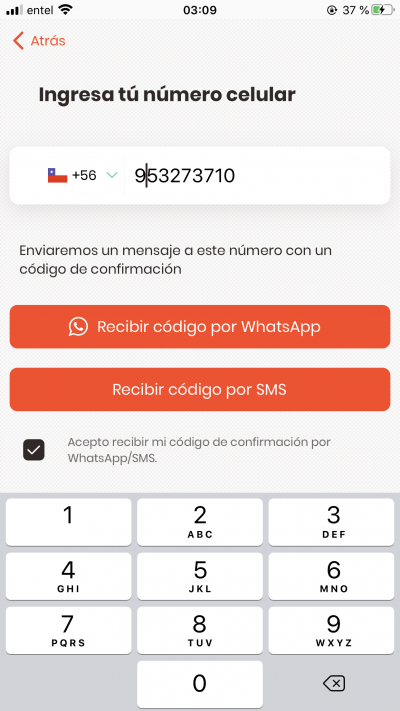 entel 03:09 37 %
Atrás
Ingresa tú número celular
+56 953273710
Enviaremos un mensaje a este número con un
código de confirmación
Recibir código por WhatsApp
Recibir código por SMS
Acepto recibir mi código de confirmación por
WhatsApp/SMS.
1 2 3
ABC DEF
4 5 6
GHI JKL MNO
7 8 9
PQRS TUV WXYZ
0